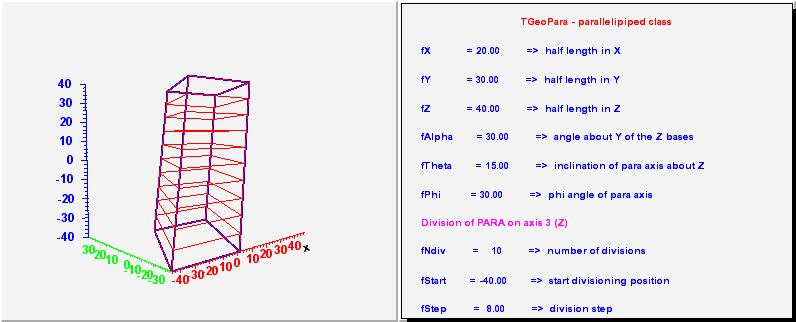 40
30
20
10
0
-10
-20
-30
-40
30 20 10 0 -10 -20 -30
-40 -30 -20 -10 0 10 20 30 40 x
TGeoPara - parallelipiped class
fX = 20.00 => half length in X
fY = 30.00 => half length in Y
fZ = 40.00 => half length in Z
fAlpha = 30.00 => angle about Y of the Z bases
fTheta = 15.00 => inclination of para axis about Z
fPhi = 30.00 => phi angle of para axis
Division of PARA on axis 3 (Z)
fNdiv = 10 => number of divisions
fStart = -40.00 => start divisioning position
fStep = 8.00 => division step